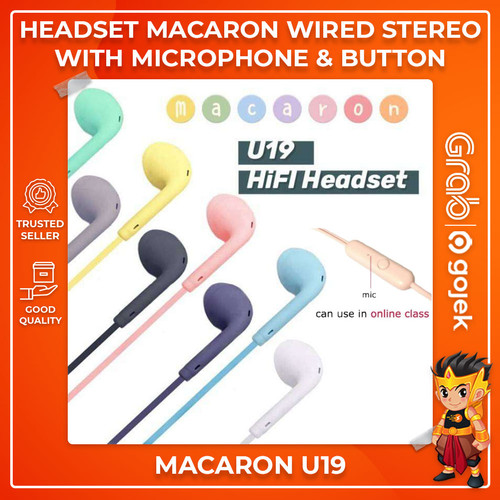 HEADSET MACARON WIRED STEREO
WITH MICROPHONE & BUTTON
macaron
U19
HiFI Headset
TRUSTED
SELLER
GOOD
QUALITY
mic
can use in online class
Grab
gojek
MACARON U19